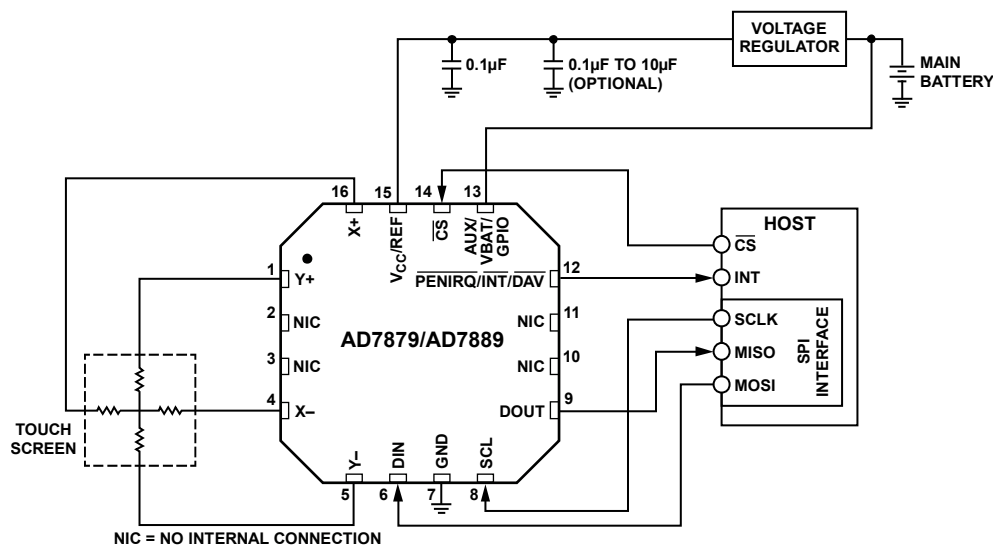 VOLTAGE
REGULATOR
MAIN
BATTERY
0.1µF
0.1µF TO 10µF
(OPTIONAL)
16
15
14
13
X+
VCC/REF
CS
AUX/
VBAT/
GPIO
HOST
CS
INT
SCLK
MISO
MOSI
SPI
INTERFACE
1
Y+
2
NIC
3
NIC
4
X–
AD7879/AD7889
PENIRQ/INT/DAV
12
NIC
11
NIC
10
DOUT
9
TOUCH
SCREEN
Y–
DIN
GND
SCL
5
6
7
8
NIC = NO INTERNAL CONNECTION